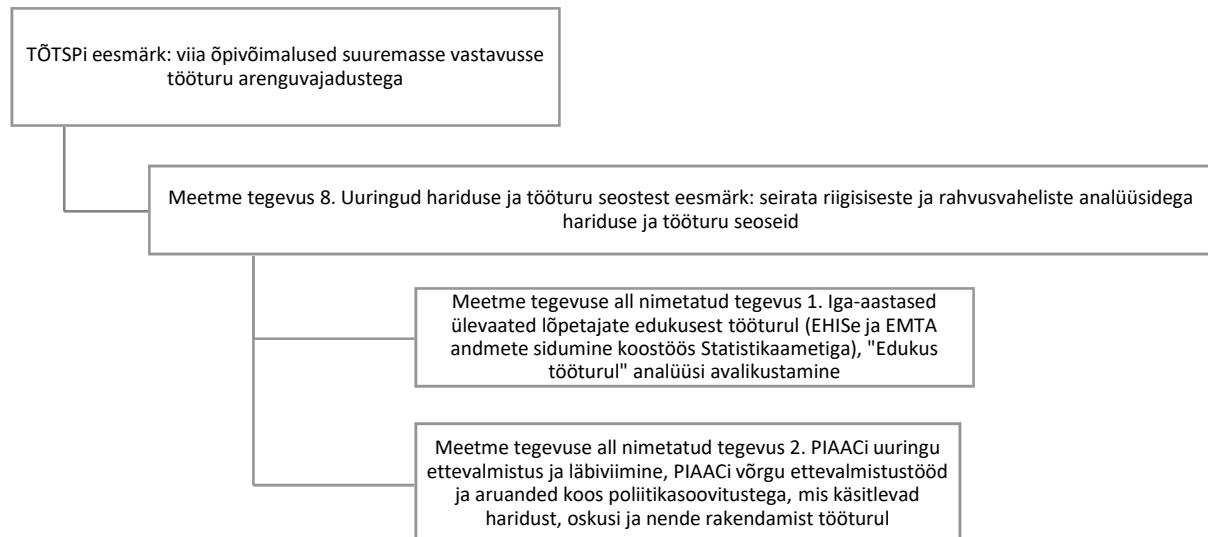 TÕTSPi eesmärk: viia õpivõimalused suuremasse vastavusse
tööturu arenguvajadustega
Meetme tegevus 8. Uuringud hariduse ja tööturu seostest eesmärk: seirata riigisiseste ja rahvusvaheliste analüüsidega
hariduse ja tööturu seoseid
Meetme tegevuse all nimetatud tegevus 1. Iga-aastased
ülevaated lõpetajate edukusest tööturul (EHISe ja EMTA
andmete sidumine koostöös Statistikaametiga), "Edukus
tööturul" analüüsi avalikustamine
Meetme tegevuse all nimetatud tegevus 2. PIAACi uuringu
ettevalmistus ja läbiviimine, PIAACi võrgu ettevalmistustööd
ja aruanded koos poliitikasoovitustega, mis käsitlevad
haridust, oskusi ja nende rakendamist tööturul